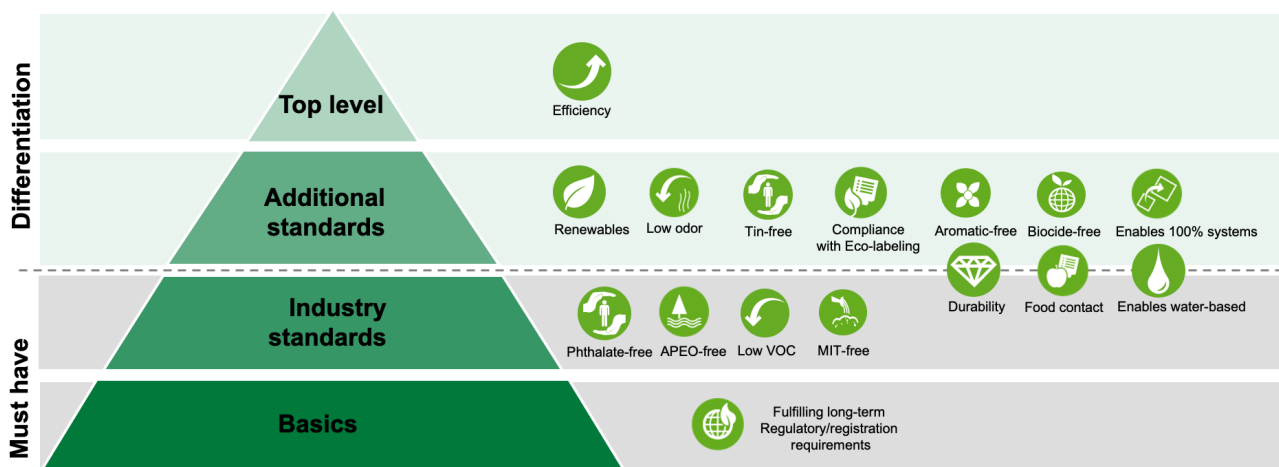 Differentiation
Top level
Efficiency
Additional
standards
Renewables
Low odor
Tin-free
Compliance
with Eco-labeling
Aromatic-free
Biocide-free
Enables 100% systems
Must have
Industry
standards
Phthalate-free
APEO-free
Low VOC
MIT-free
Durability
Food contact
Enables water-based
Basics
Fulfilling long-term
Regulatory/registration
requirements